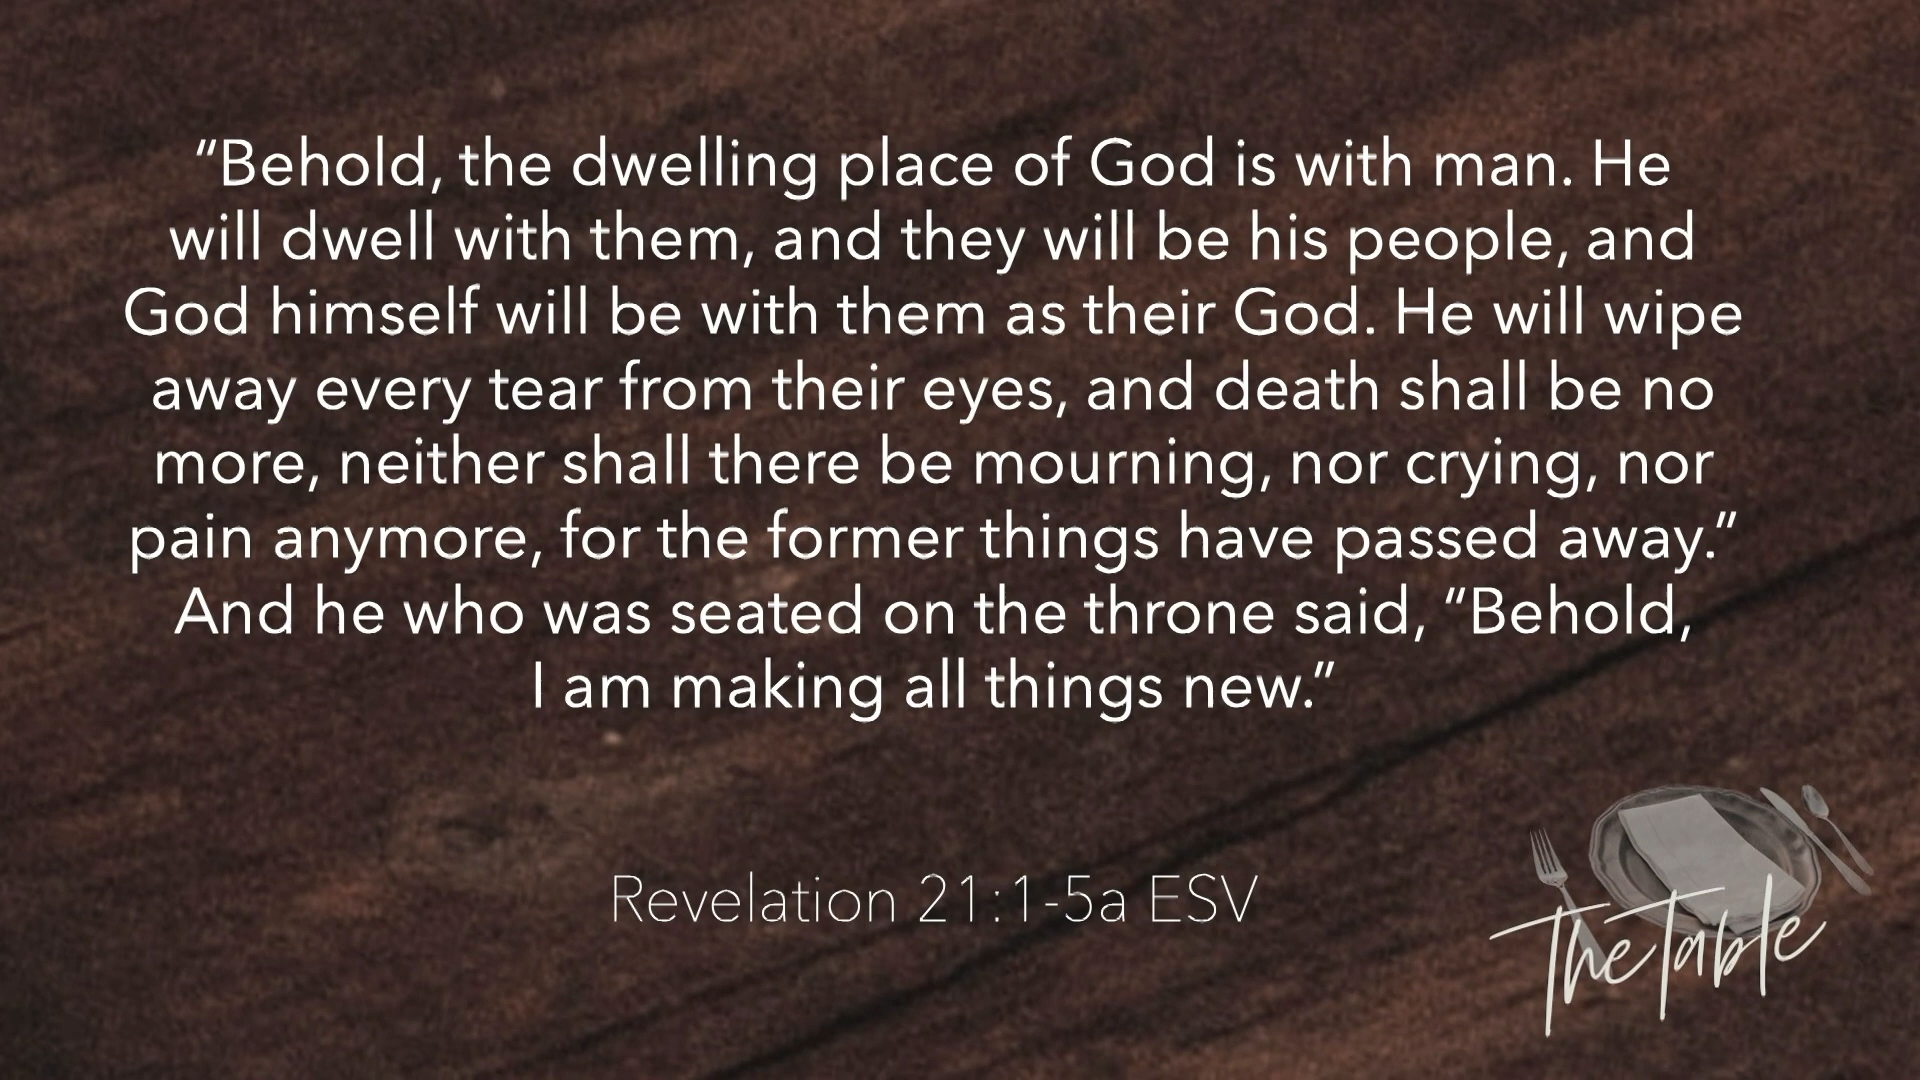 “Behold, the dwelling place of God is with man. He
will dwell with them, and they will be his people, and
God himself will be with them as their God. He will wipe
away every tear from their eyes, and death shall be no
more, neither shall there be mourning, nor crying, nor
pain anymore, for the former things have passed away.”
And he who was seated on the throne said, “Behold,
I am making all things new.”
Revelation 21:1-5a ESV
The Table